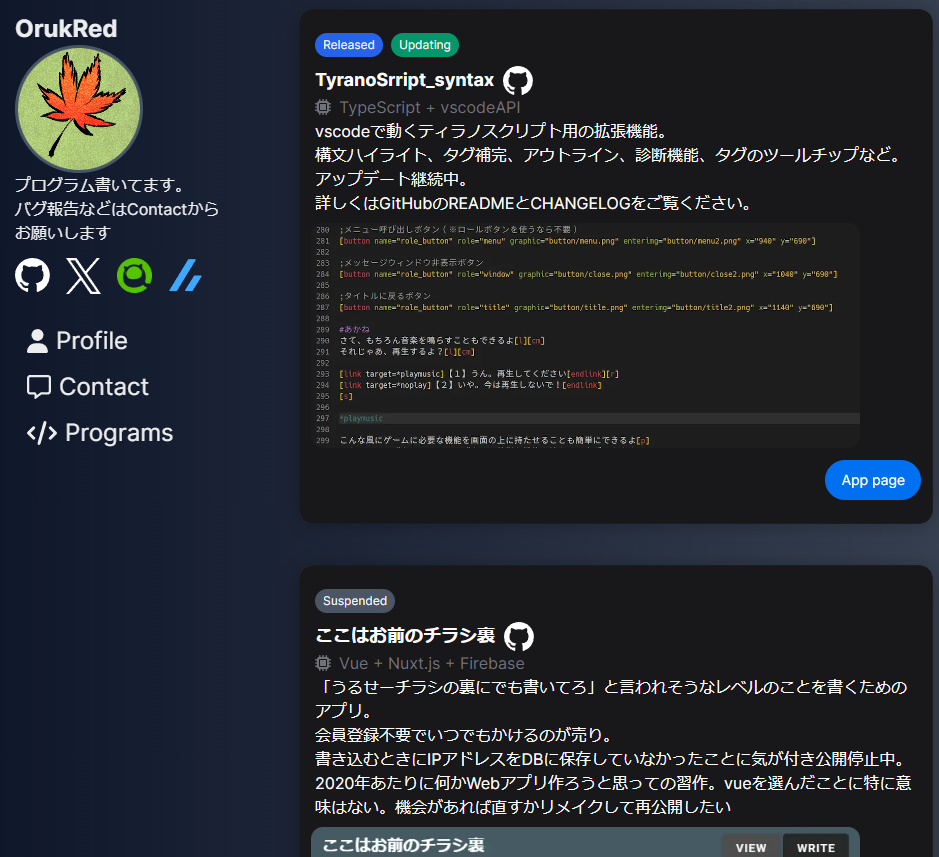 OrukRed
プログラム書いてます。
バグ報告などはContactから
お願いします
Profile
Contact
Programs
Released
Updating
TyranoSrript_syntax
TypeScript + vscodeAPI
vscodeで動くティラノスクリプト用の拡張機能。
構文ハイライト、タグ補完、アウトライン、診断機能、タグのツールチップなど。
アップデート継続中。
詳しくはGitHubのREADMEとCHANGELOGをご覧ください。
280 ;メニュー呼び出しボタン（※ロールボタンを使うなら不要）
281 [button name="role_button" role="menu" graphic="button/menu.png" enterimg="button/menu2.png" x="940" y="690"]
282
283 ;メッセージウィンドウ非表示ボタン
284 [button name="role_button" role="window" graphic="button/close.png" enterimg="button/close2.png" x="1040" y="690"]
285
286 ;タイトルに戻るボタン
287 [button name="role_button" role="title" graphic="button/title.png" enterimg="button/title2.png" x="1140" y="690"]
288
289 #あかね
290 さて、もちろん音楽を鳴らすこともできるよ[l][cm]
291 それじゃあ、再生するよ？[l][cm]
292
293 [link target=*playmusic]【１】うん。再生してください[endlink][r]
294 [link target=*noplay]【２】いや。今は再生しないで！[endlink]
295 [s]
296
297 *playmusic
298
299 こんな風にゲームに必要な機能を画面の上に持たせることも簡単にできるよ[p]
App page
Suspended
ここはお前のチラシ裏
Vue + Nuxt.js + Firebase
「うるせーチラシの裏にでも書いてろ」と言われそうなレベルのことを書くための
アプリ。
会員登録不要でいつでもかけるのが売り。
書き込むときにIPアドレスをDBに保存していなかったことに気が付き公開停止中。
2020年あたりに何かWebアプリ作ろうと思っての習作。vueを選んだことに特に意
味はない。機会があれば直すかリメイクして再公開したい
ここはお前のチラシ裏
VIEW
WRITE